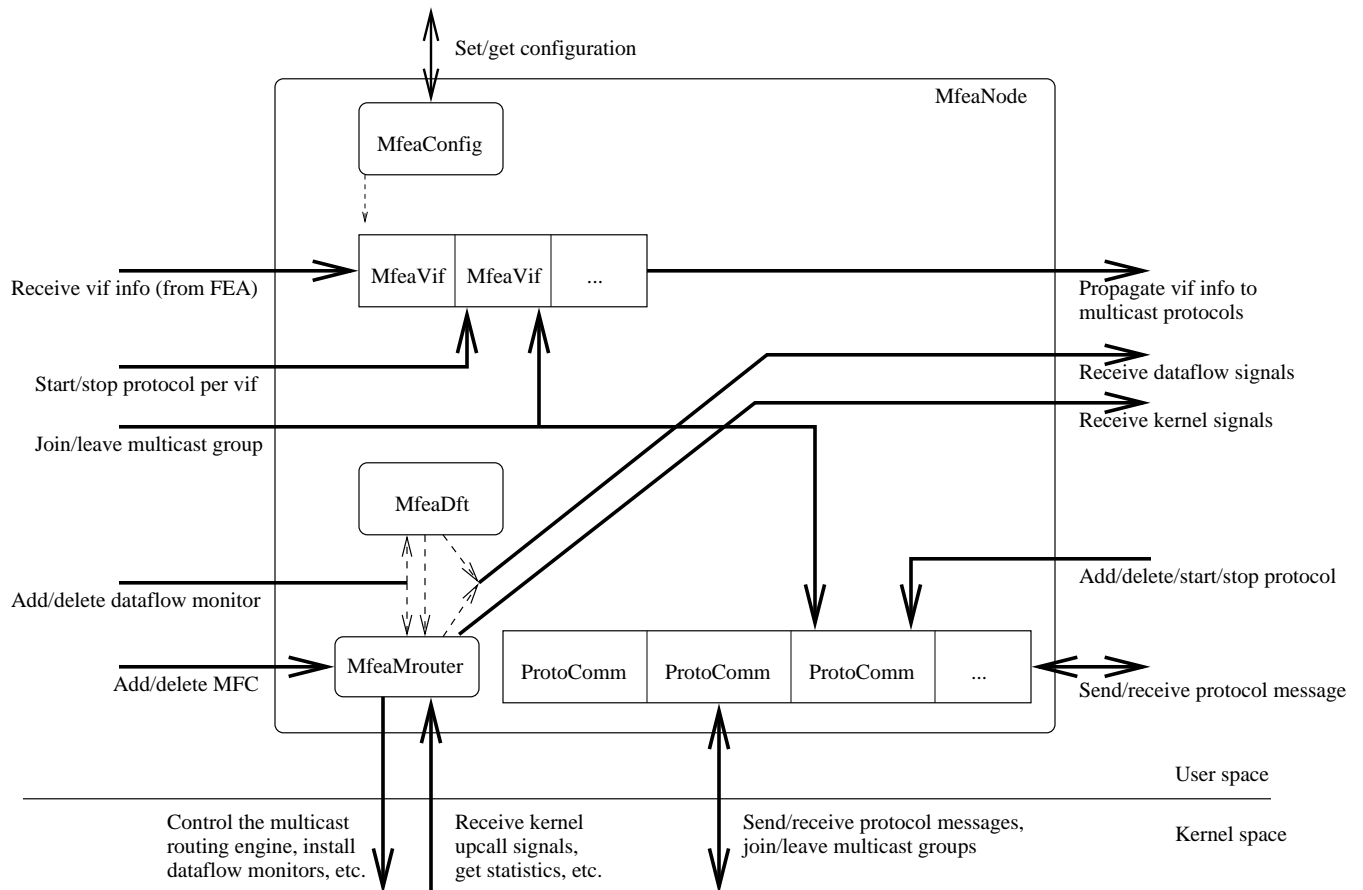 Set/get configuration
MfeaNode
MfeaConfig
MfeaVif
MfeaVif
...
Receive vif info (from FEA)
Propagate vif info to
multicast protocols
Start/stop protocol per vif
Receive dataflow signals
Join/leave multicast group
Receive kernel signals
MfeaDft
Add/delete dataflow monitor
Add/delete/start/stop protocol
MfeaMrouter
ProtoComm
ProtoComm
ProtoComm
...
Add/delete MFC
Send/receive protocol message
User space
Kernel space
Control the multicast
routing engine, install
dataflow monitors, etc.
Receive kernel
upcall signals,
get statistics, etc.
Send/receive protocol messages,
join/leave multicast groups